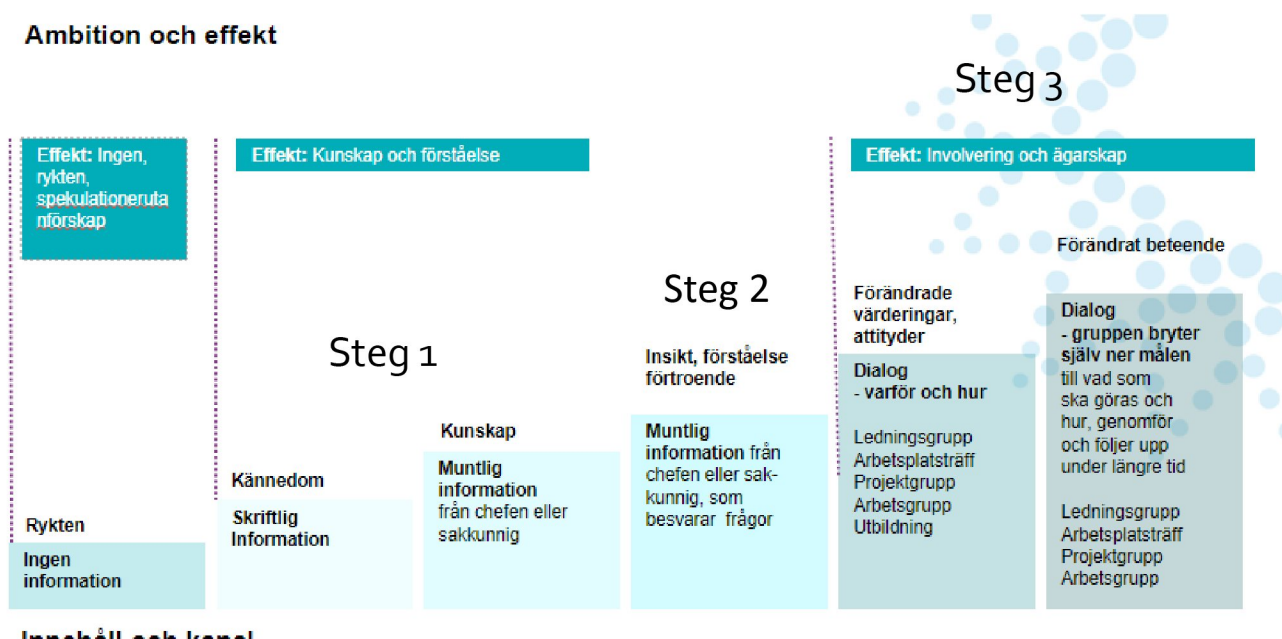 Ambition och effekt
Steg 3
Effekt: Ingen,
rykten,
spekulationeruta
nförskap
Effekt: Kunskap och förståelse
Effekt: Involvering och ägarskap
Steg 1
Steg 2
Rykten
Ingen
information
Kännedom
Skriftlig
Information
Kunskap
Muntlig
information
från chefen eller
sakkunnig
Insikt, förståelse
förtroende
Muntlig
information från
chefen eller sak-
kunnig, som
besvarar frågor
Förändrade
värderingar,
attityder
Dialog
- varför och hur
Ledningsgrupp
Arbetsplatsträff
Projektgrupp
Arbetsgrupp
Utbildning
Förändrat beteende
Dialog
- gruppen bryter
själv ner målen
till vad som
ska göras och
hur, genomför
och följer upp
under längre tid
Ledningsgrupp
Arbetsplatsträff
Projektgrupp
Arbetsgrupp